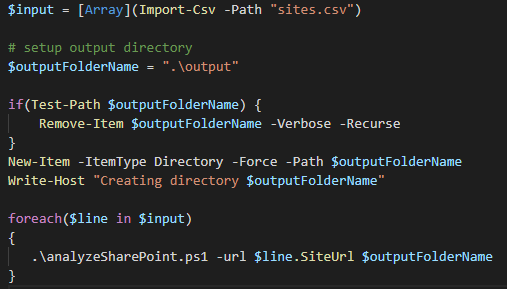 $input = [Array](Import-Csv -Path "sites.csv")

# setup output directory
$outputFolderName = ".\output"

if(Test-Path $outputFolderName) {
    Remove-Item $outputFolderName -Verbose -Recurse
}
New-Item -ItemType Directory -Force -Path $outputFolderName
Write-Host "Creating directory $outputFolderName"

foreach($line in $input)
{
   .\analyzeSharePoint.ps1 -url $line.SiteUrl $outputFolderName
}